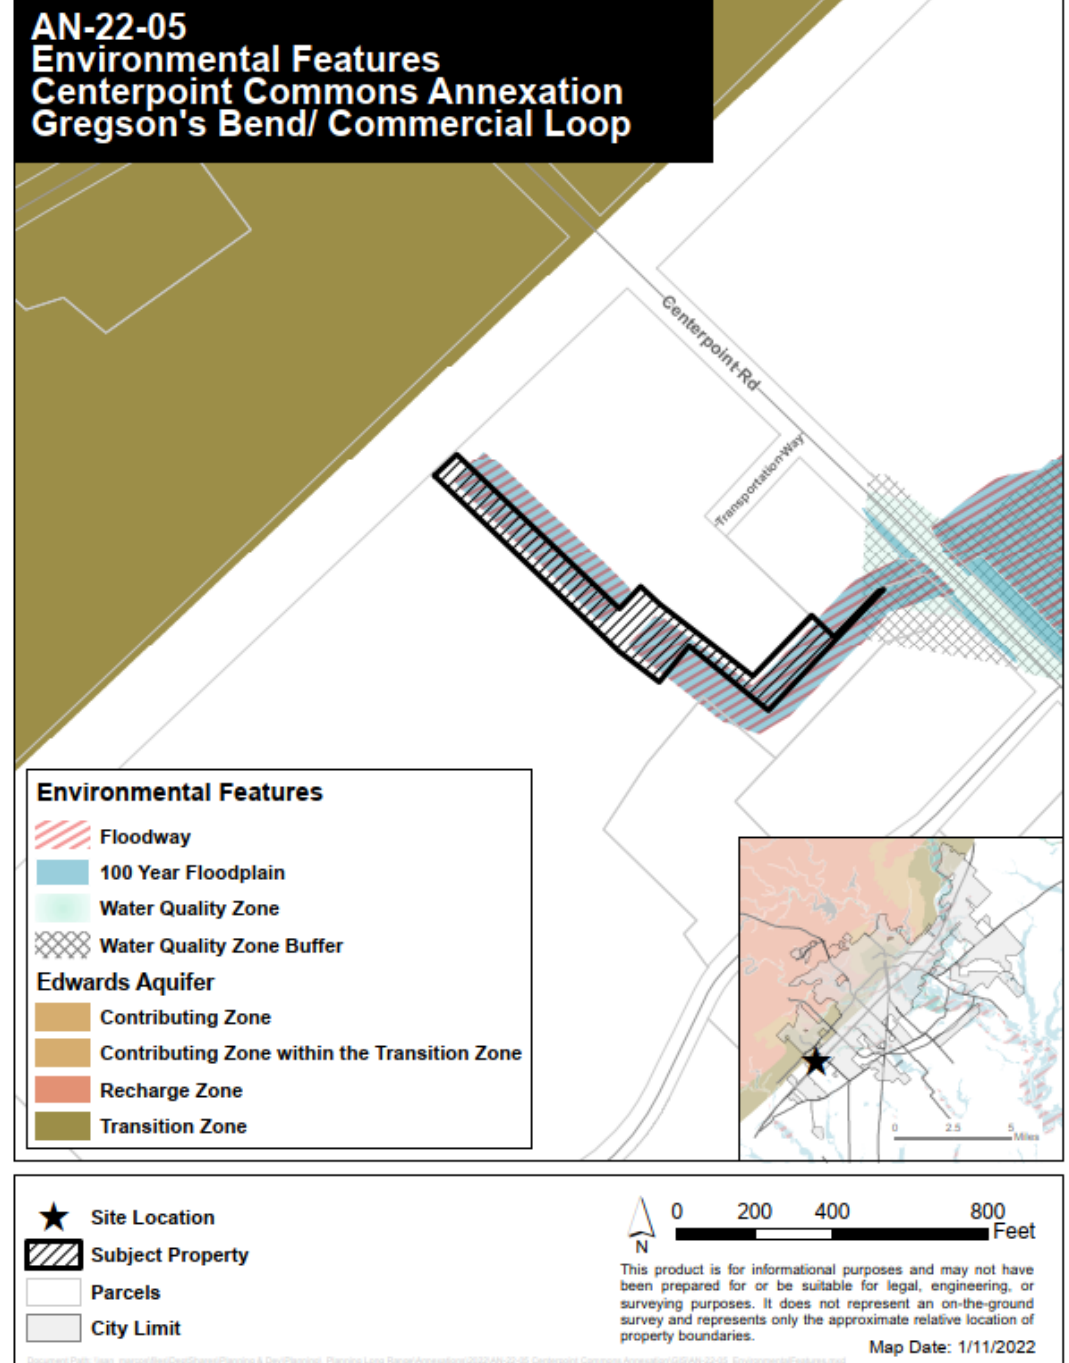 AN-22-05
Environmental Features
Centerpoint Commons Annexation
Gregson's Bend/ Commercial Loop
Centerpoint Rd
Transportation Way
Environmental Features
Floodway
100 Year Floodplain
Water Quality Zone
Water Quality Zone Buffer
Edwards Aquifer
Contributing Zone
Contributing Zone within the Transition Zone
Recharge Zone
Transition Zone
0 2.5 5
Miles
Site Location
Subject Property
Parcels
City Limit
0 200 400 800
Feet
N
This product is for informational purposes and may not have
been prepared for or be suitable for legal, engineering, or
surveying purposes. It does not represent an on-the-ground
survey and represents only the approximate relative location of
property boundaries.
Map Date: 1/11/2022